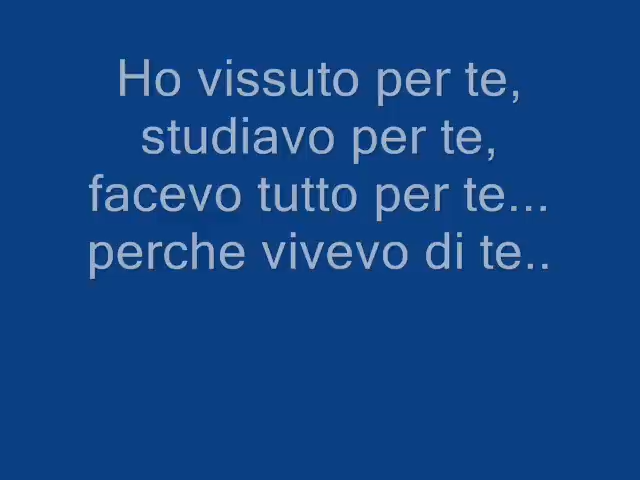 Ho vissuto per te,
studiavo per te,
facevo tutto per te...
perche vivevo di te..